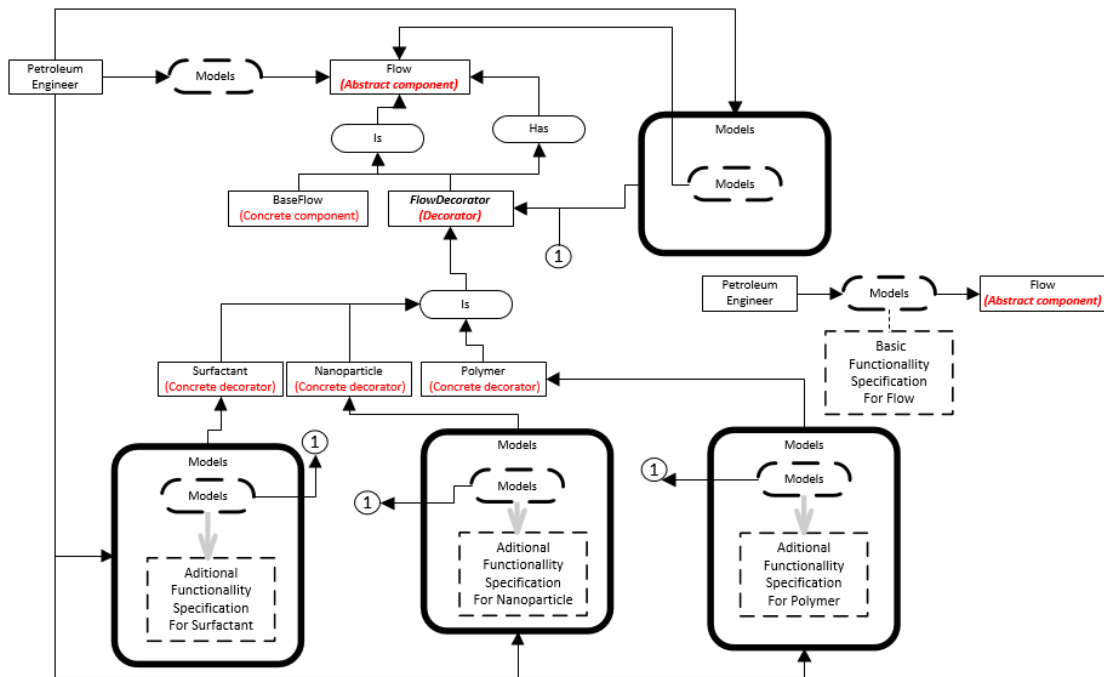 Petroleum
Engineer
Models
Flow
(Abstract component)
Is
Has
Models
Models
BaseFlow
(Concrete component)
FlowDecorator
(Decorator)
1
Is
Petroleum
Engineer
Models
Flow
(Abstract component)
Basic
Functionallity
Specification
For Flow
Surfactant
(Concrete decorator)
Nanoparticle
(Concrete decorator)
Polymer
(Concrete decorator)
Models
Models
1
Aditional
Functionallity
Specification
For Surfactant
Models
Models
1
Aditional
Functionallity
Specification
For Nanoparticle
Models
Models
1
Aditional
Functionallity
Specification
For Polymer